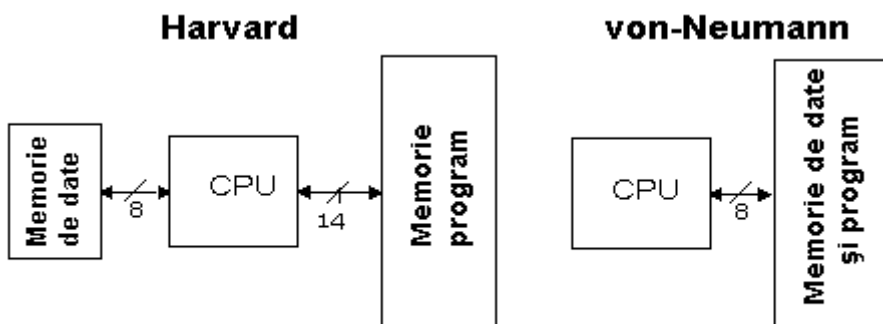 Harvard
Memorie
de date
8
CPU
14
Memorie
program
von-Neumann
CPU
8
Memorie de date
şi program